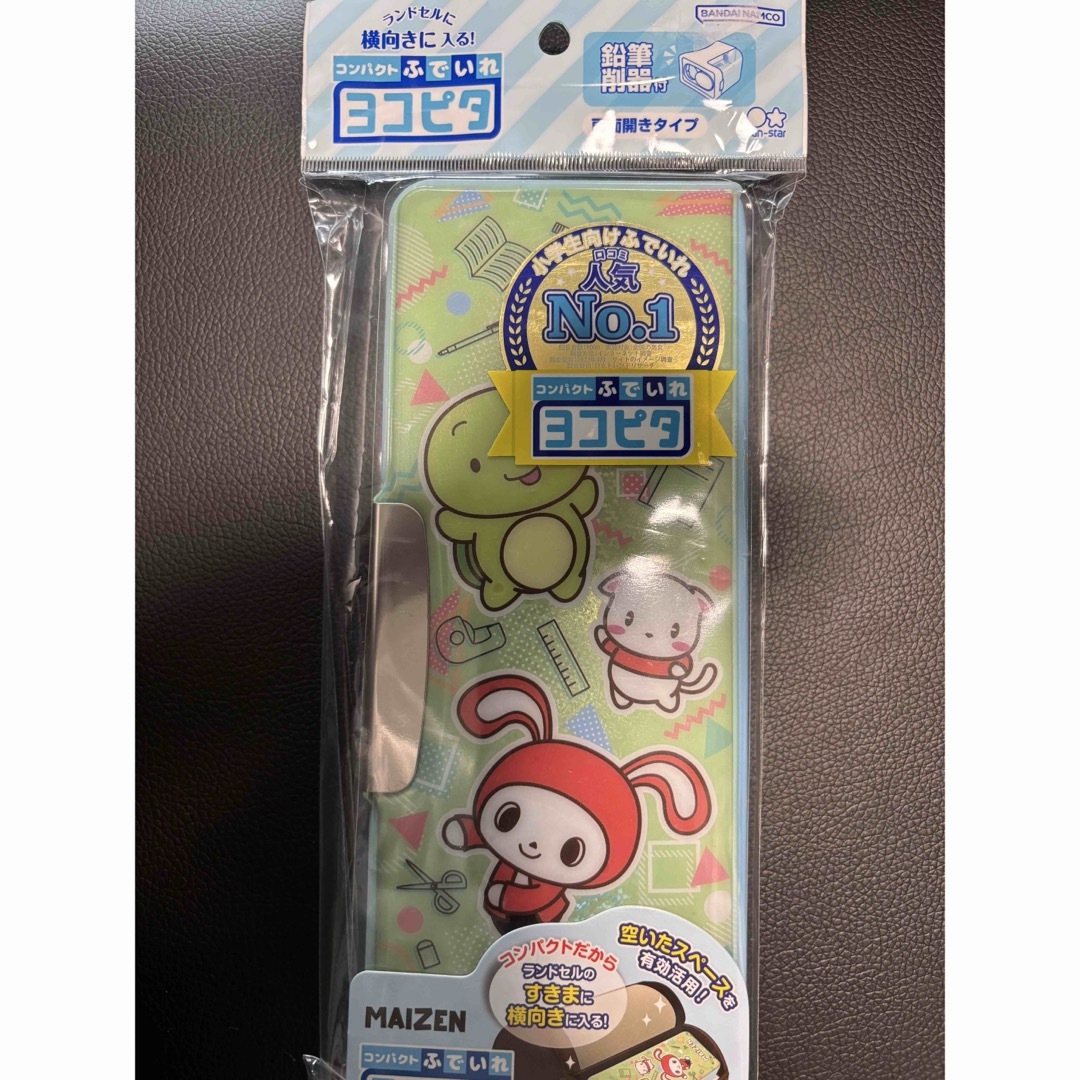 ランドセルに
横向きに入る!
コンパクト ふでいれ
ヨコピタ
BANDAI NAMCO
鉛筆
削器付
面開きタイプ
n-star
小学生向けふでいれ
口コミ
人気
No.1
コンパクト ふでいれ
ヨコピタ
コンパクトだから
ランドセルの
すきまに
横向きに入る!
空いたスペースを
有効活用!
MAIZEN
コンパクト ふでいれ